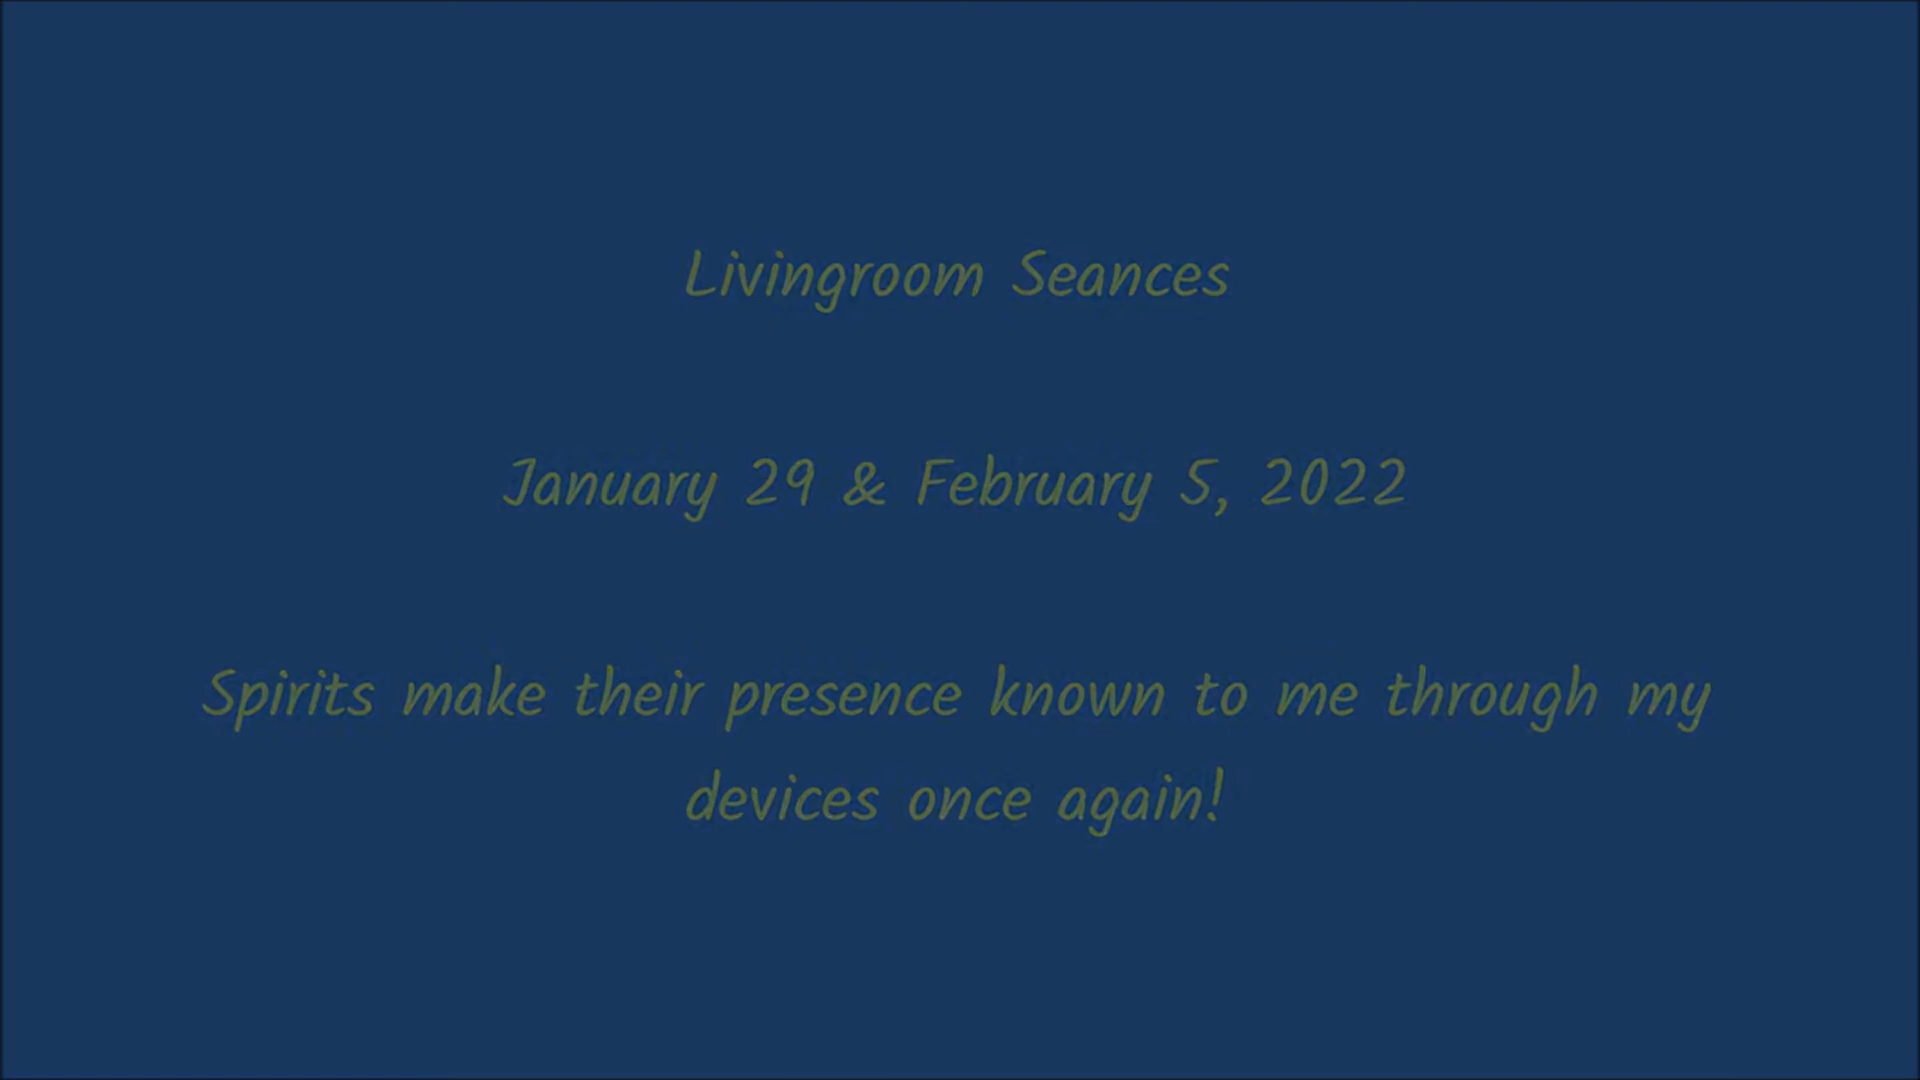 Livingroom Seances
January 29 & February 5, 2022
Spirits make their presence known to me through my
devices once again!